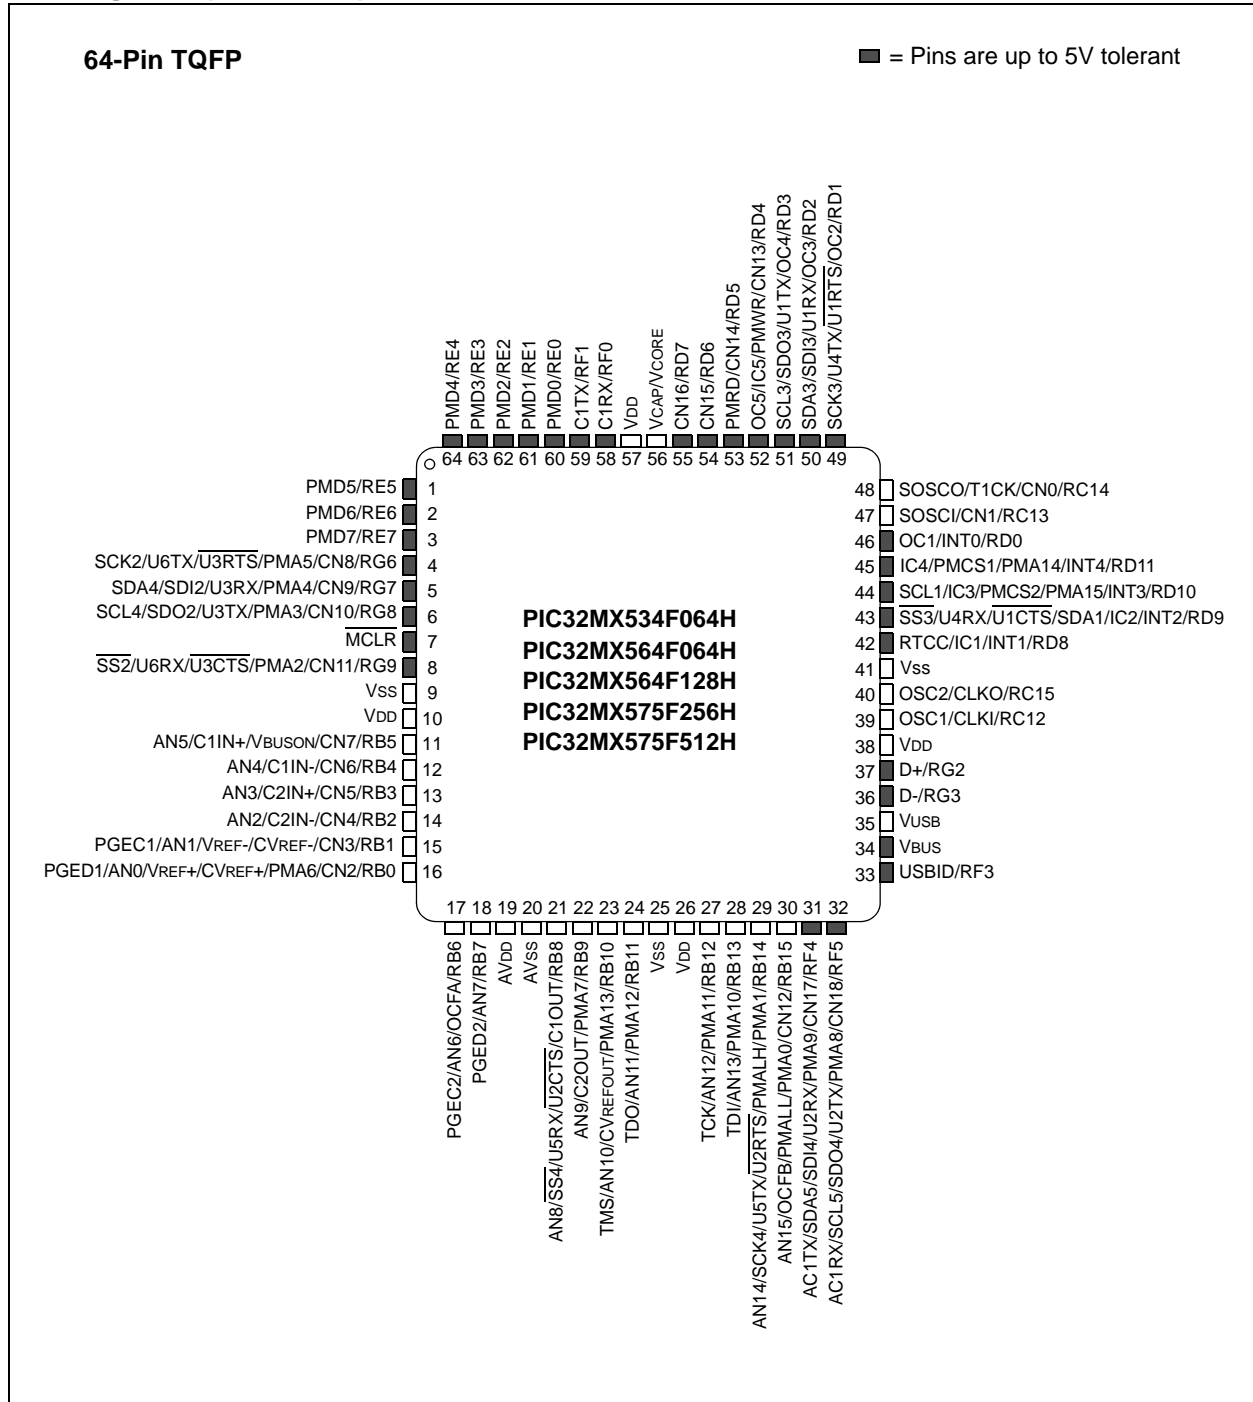 64-Pin TQFP
= Pins are up to 5V tolerant
PMD4/RE4
PMD3/RE3
PMD2/RE2
PMD1/RE1
PMD0/RE0
C1TX/RF1
C1RX/RF0
VDD
VCAP/VCORE
CN16/RD7
CN15/RD6
PMRD/CN14/RD5
OC5/IC5/PMWR/CN13/RD4
SCL3/SDO3/U1TX/OC4/RD3
SDA3/SDI3/U1RX/OC3/RD2
SCK3/U4TX/U1RTS/OC2/RD1
64 63 62 61 60 59 58 57 56 55 54 53 52 51 50 49
PMD5/RE5 1
PMD6/RE6 2
PMD7/RE7 3
SCK2/U6TX/U3RTS/PMA5/CN8/RG6 4
SDA4/SDI2/U3RX/PMA4/CN9/RG7 5
SCL4/SDO2/U3TX/PMA3/CN10/RG8 6
MCLR 7
SS2/U6RX/U3CTS/PMA2/CN11/RG9 8
VSS 9
VDD 10
AN5/C1IN+/VBUSON/CN7/RB5 11
AN4/C1IN-/CN6/RB4 12
AN3/C2IN+/CN5/RB3 13
AN2/C2IN-/CN4/RB2 14
PGEC1/AN1/VREF-/CVREF-/CN3/RB1 15
PGED1/AN0/VREF+/CVREF+/PMA6/CN2/RB0 16
PIC32MX534F064H
PIC32MX564F064H
PIC32MX564F128H
PIC32MX575F256H
PIC32MX575F512H
48 SOSCO/T1CK/CN0/RC14
47 SOSCI/CN1/RC13
46 OC1/INT0/RD0
45 IC4/PMCS1/PMA14/INT4/RD11
44 SCL1/IC3/PMCS2/PMA15/INT3/RD10
43 SS3/U4RX/U1CTS/SDA1/IC2/INT2/RD9
42 RTCC/IC1/INT1/RD8
41 Vss
40 OSC2/CLKO/RC15
39 OSC1/CLKI/RC12
38 VDD
37 D+/RG2
36 D-/RG3
35 VUSB
34 VBUS
33 USBID/RF3
17 18 19 20 21 22 23 24 25 26 27 28 29 30 31 32
PGEC2/AN6/OCFA/RB6
PGED2/AN7/RB7
AVDD
AVSS
AN8/SS4/U5RX/U2CTS/C1OUT/RB8
AN9/C2OUT/PMA7/RB9
TMS/AN10/CVREFOUT/PMA13/RB10
TDO/AN11/PMA12/RB11
VSS
VDD
TCK/AN12/PMA11/RB12
TDI/AN13/PMA10/RB13
AN14/SCK4/U5TX/U2RTS/PMALH/PMA1/RB14
AN15/OCFB/PMALL/PMA0/CN12/RB15
AC1TX/SDA5/SDI4/U2RX/PMA9/CN17/RF4
AC1RX/SCL5/SDO4/U2TX/PMA8/CN18/RF5